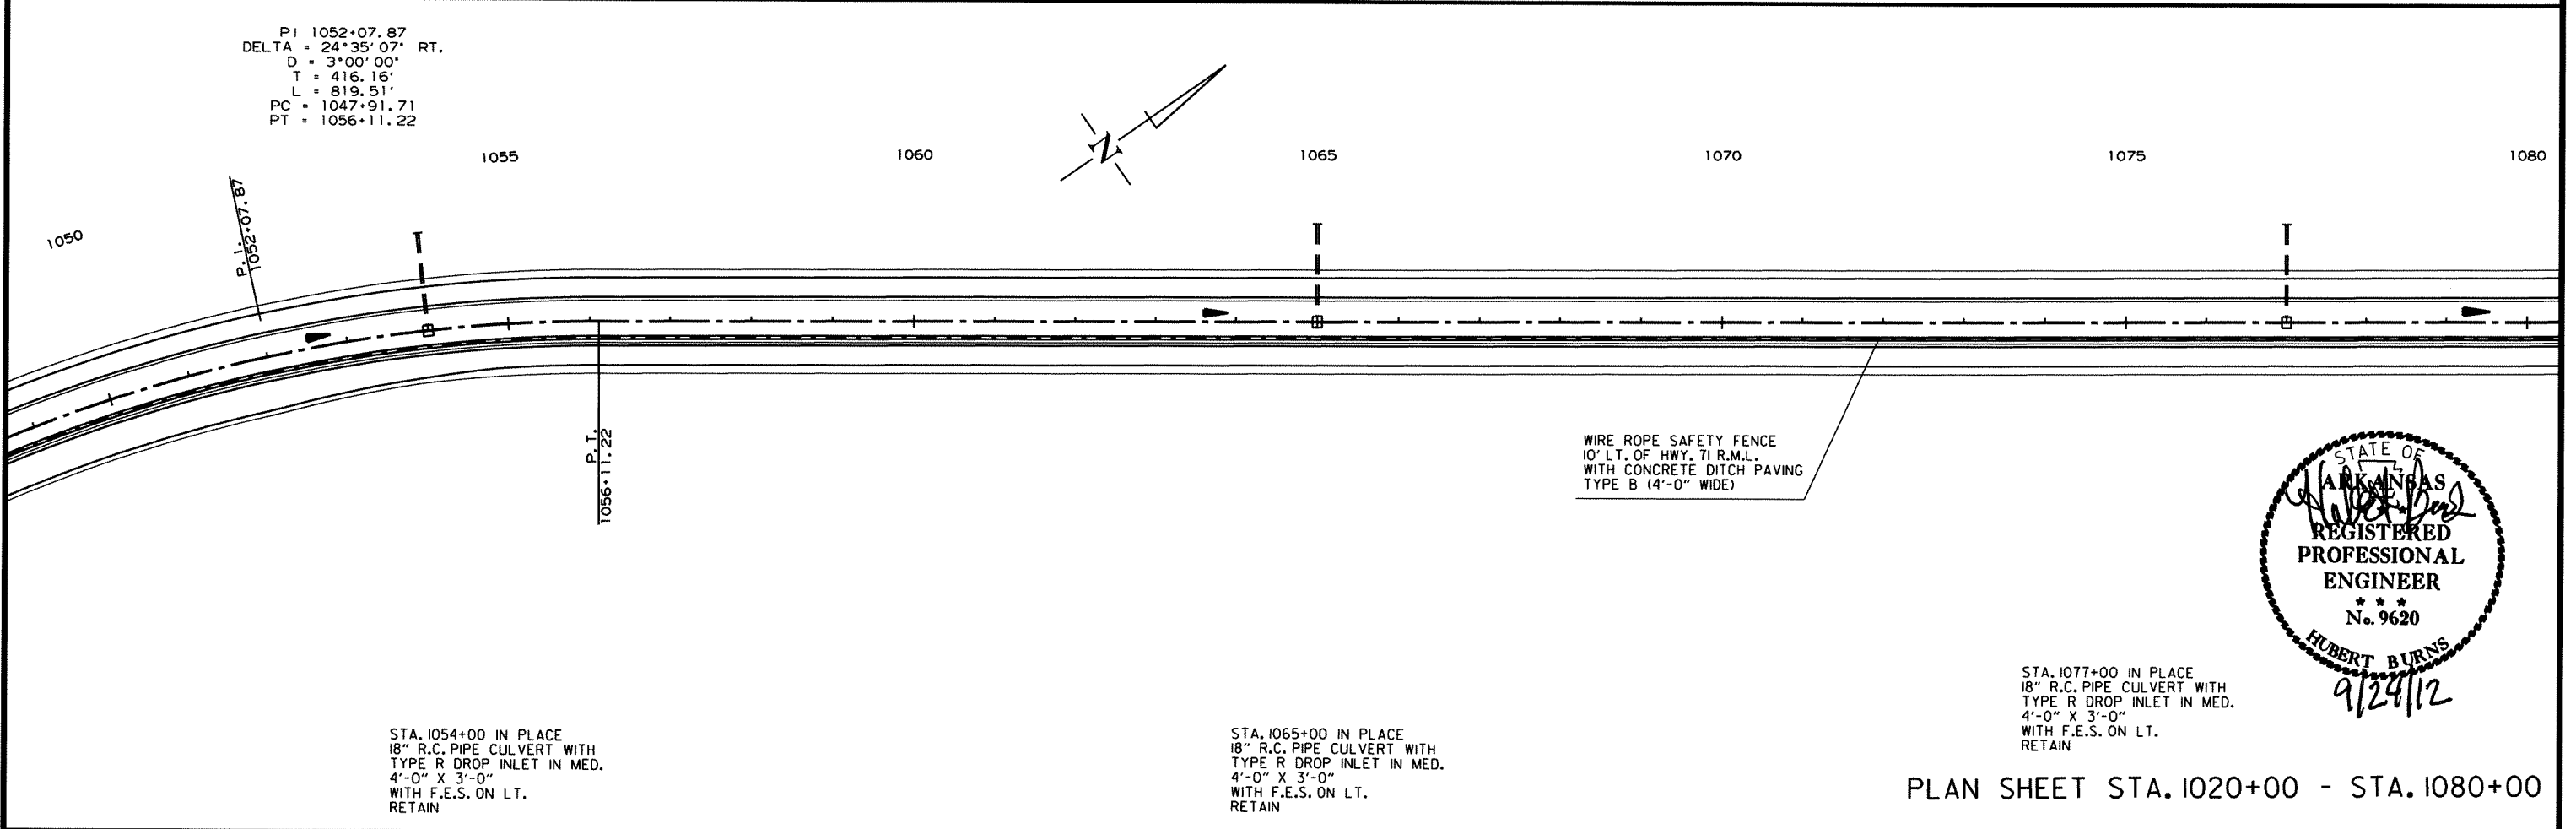 PI 1052+07.87
DELTA = 24°35'07" RT.
D = 3°00'00"
T = 416.16'
L = 819.51'
PC = 1047+91.71
PT = 1056+11.22
1050
1055
1060
1065
1070
1075
1080
N
P.I.
1052+07.87
P.T.
1056+11.22
WIRE ROPE SAFETY FENCE
10' LT. OF HWY. 71 R.M.L.
WITH CONCRETE DITCH PAVING
TYPE B (4'-0" WIDE)
STATE OF
ARKANSAS
REGISTERED
PROFESSIONAL
ENGINEER
* * *
No. 9620
HUBERT BURNS
STA. 1054+00 IN PLACE
18" R.C. PIPE CULVERT WITH
TYPE R DROP INLET IN MED.
4'-0" X 3'-0"
WITH F.E.S. ON LT.
RETAIN
STA. 1065+00 IN PLACE
18" R.C. PIPE CULVERT WITH
TYPE R DROP INLET IN MED.
4'-0" X 3'-0"
WITH F.E.S. ON LT.
RETAIN
STA. 1077+00 IN PLACE
18" R.C. PIPE CULVERT WITH
TYPE R DROP INLET IN MED.
4'-0" X 3'-0"
WITH F.E.S. ON LT.
RETAIN
PLAN SHEET STA. 1020+00 - STA. 1080+00